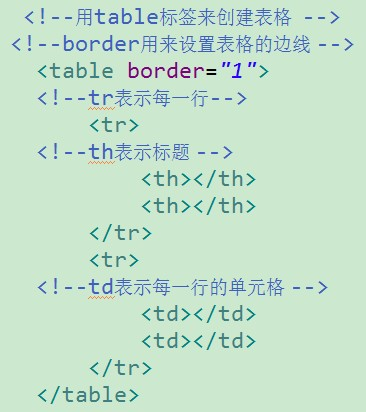 <!--用table标签来创建表格 -->
<!--border用来设置表格的边线 -->
<table border="1">
<!--tr表示每一行-->
<tr>
<!--th表示标题 -->
<th></th>
<th></th>
</tr>
<tr>
<!--td表示每一行的单元格 -->
<td></td>
<td></td>
</tr>
</table>